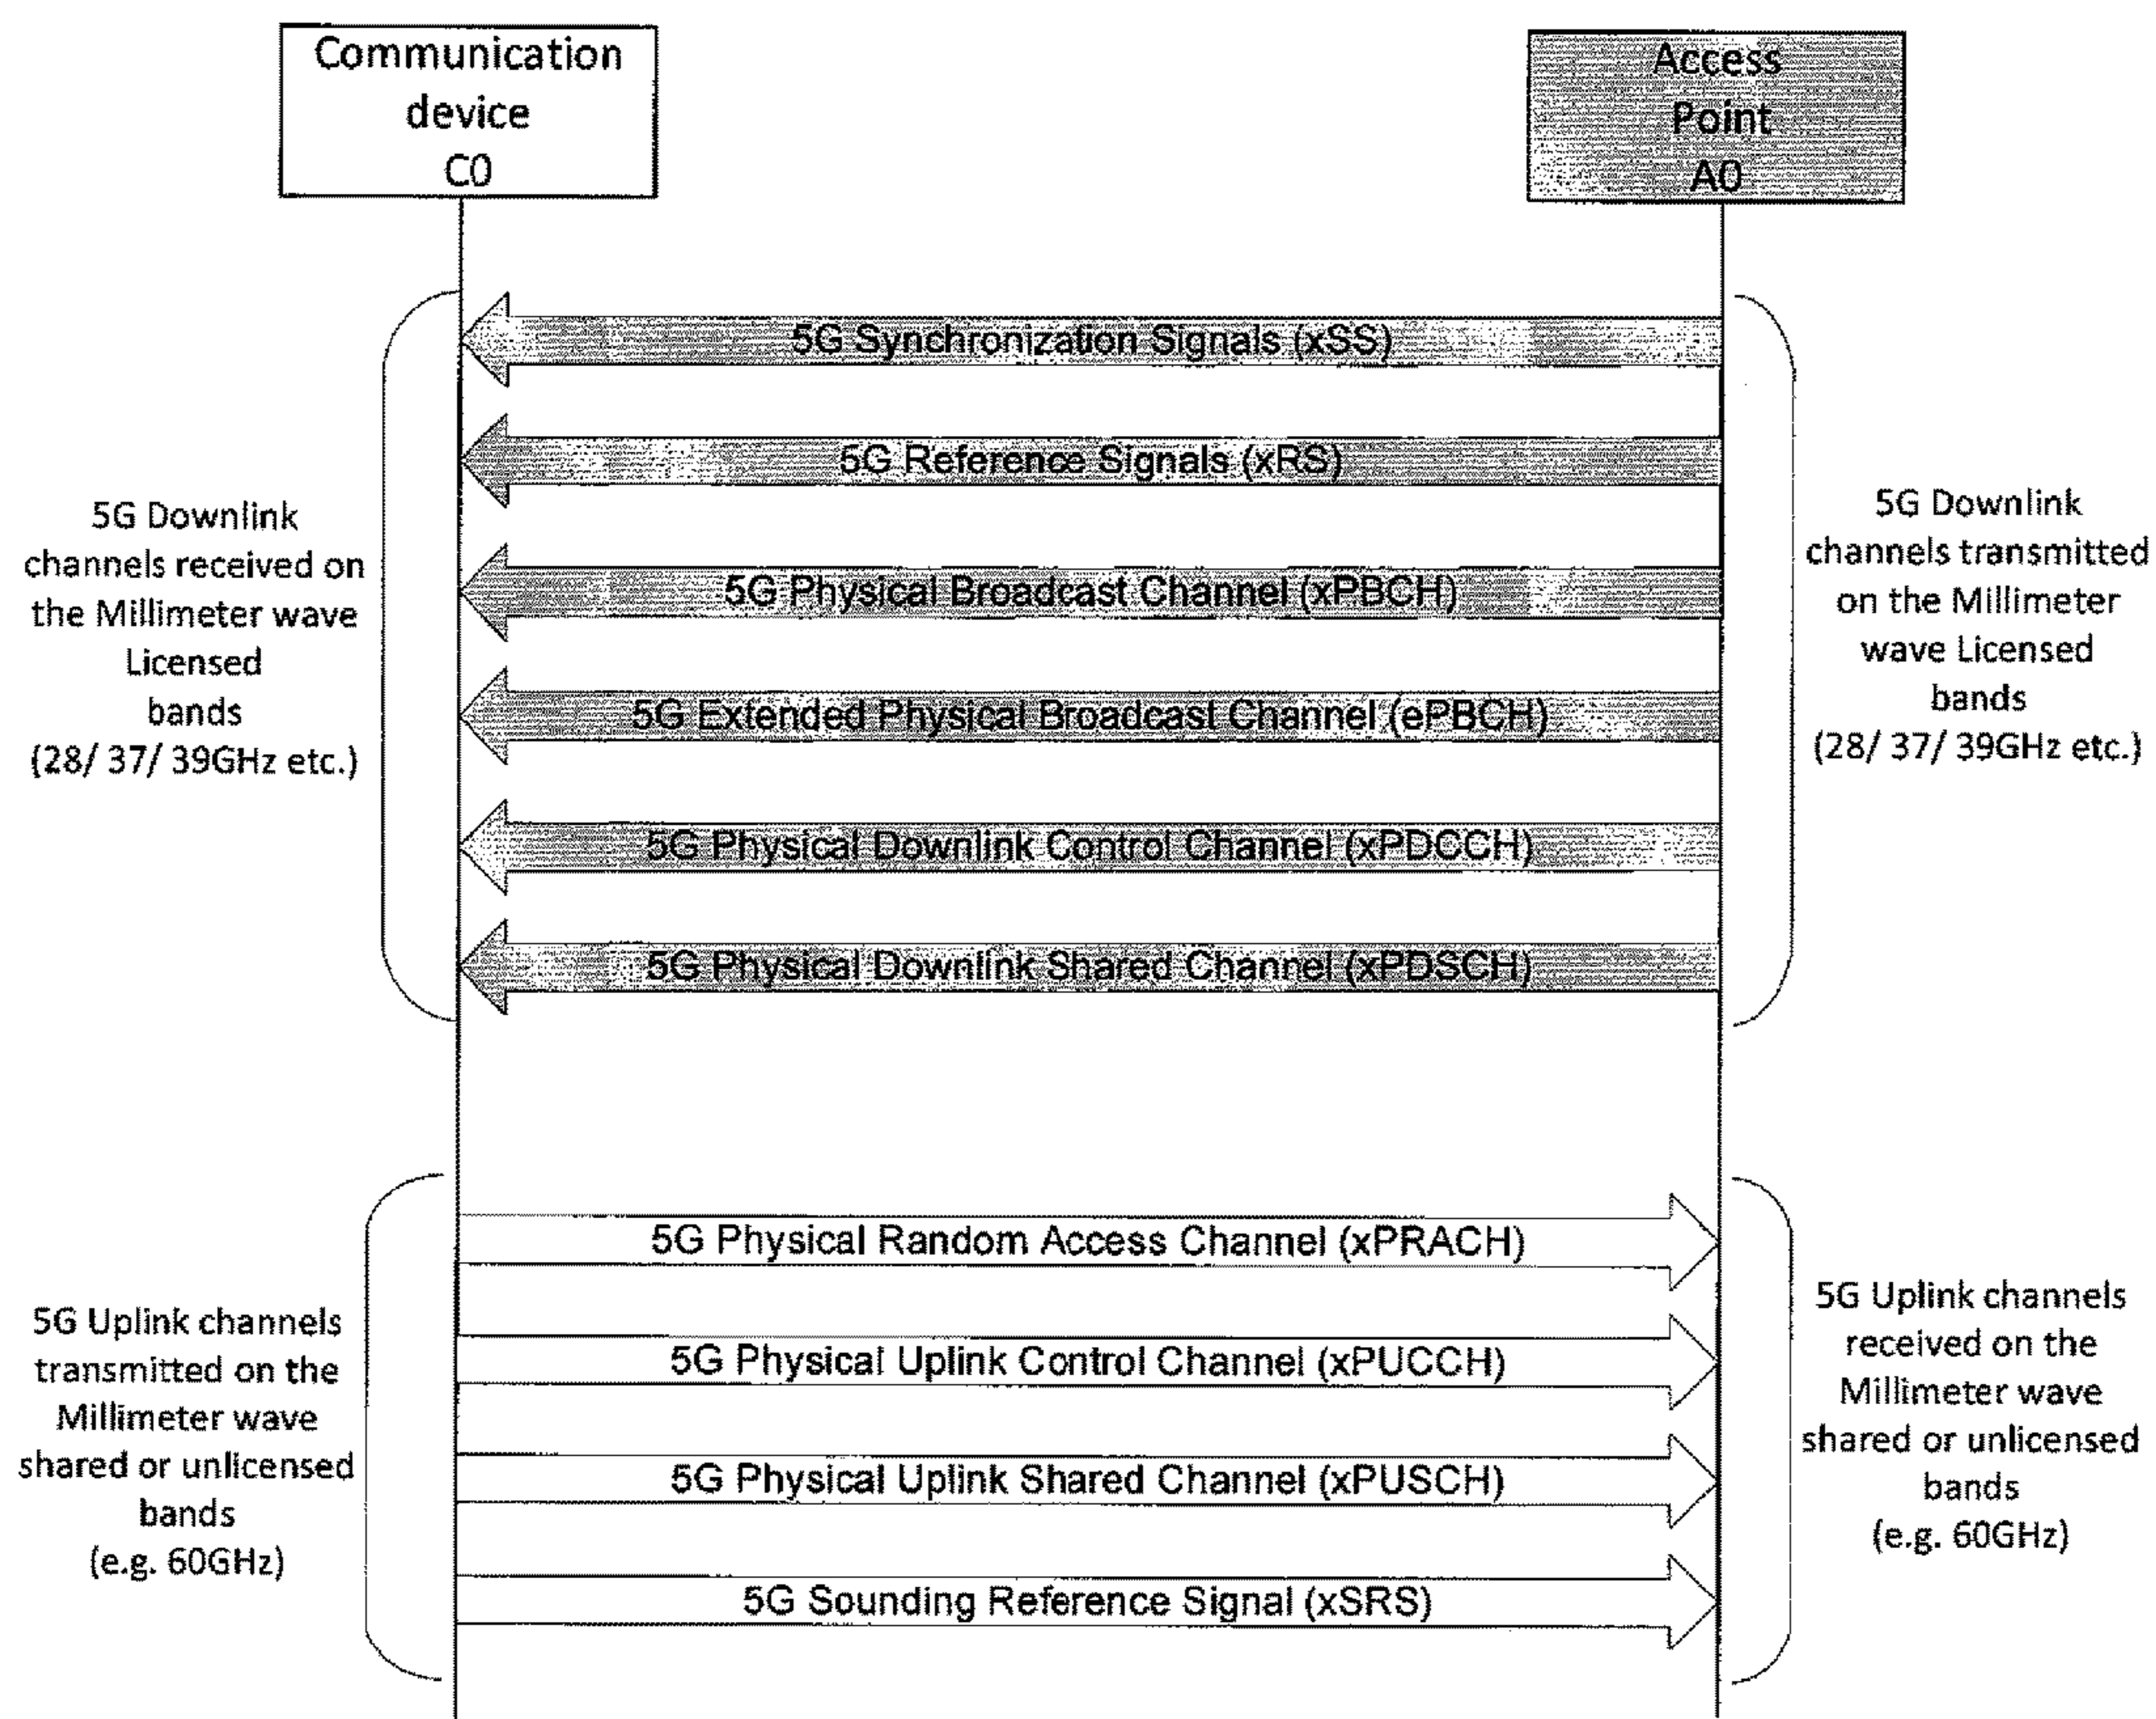 Communication
device
C0
Access
Point
A0
5G Synchronization Signals (xSS)
5G Reference Signals (xRS)
5G Physical Broadcast Channel (xPBCH)
5G Extended Physical Broadcast Channel (ePBCH)
5G Physical Downlink Control Channel (xPDCCH)
5G Physical Downlink Shared Channel (xPDSCH)
5G Downlink
channels received on
the Millimeter wave
Licensed
bands
(28/ 37/ 39GHz etc.)
5G Downlink
channels transmitted
on the Millimeter
wave Licensed
bands
(28/ 37/ 39GHz etc.)
5G Physical Random Access Channel (xPRACH)
5G Physical Uplink Control Channel (xPUCCH)
5G Physical Uplink Shared Channel (xPUSCH)
5G Sounding Reference Signal (xSRS)
5G Uplink channels
transmitted on the
Millimeter wave
shared or unlicensed
bands
(e.g. 60GHz)
5G Uplink channels
received on the
Millimeter wave
shared or unlicensed
bands
(e.g. 60GHz)